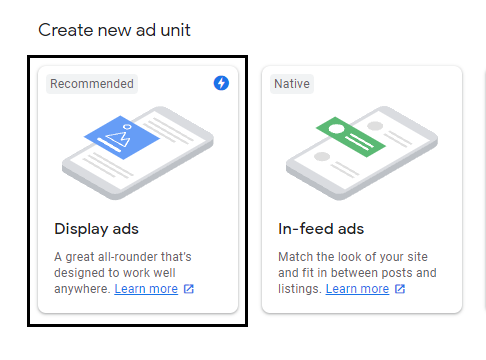 Create new ad unit
Recommended
Display ads
A great all-rounder that's
designed to work well
anywhere. Learn more
Native
In-feed ads
Match the look of your site
and fit in between posts and
listings. Learn more